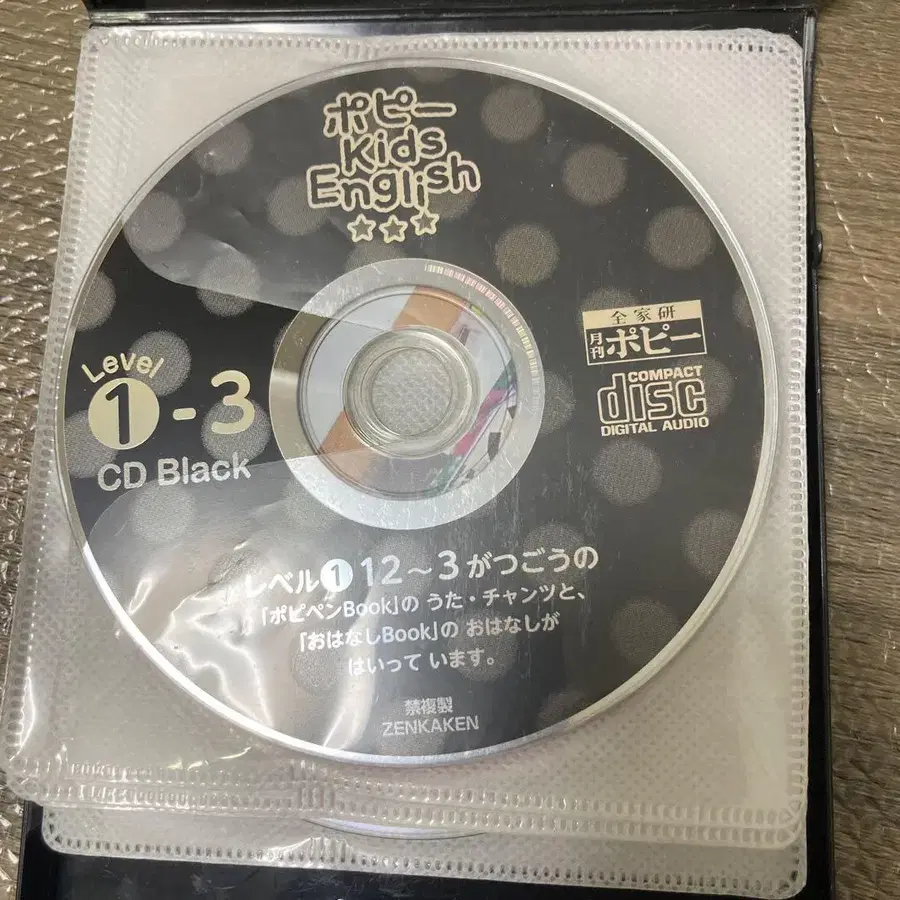 ポピー
Kids
English
全家研
月刊
ポピー
COMPACT
disc
DIGITAL AUDIO
Level
1-3
CD Black
レベル1 12～3がつごうの
「ポピペンBook」の うた・チャンツと、
「おはなしBook」の おはなしが
はいって います。
禁複製
ZENKAKEN